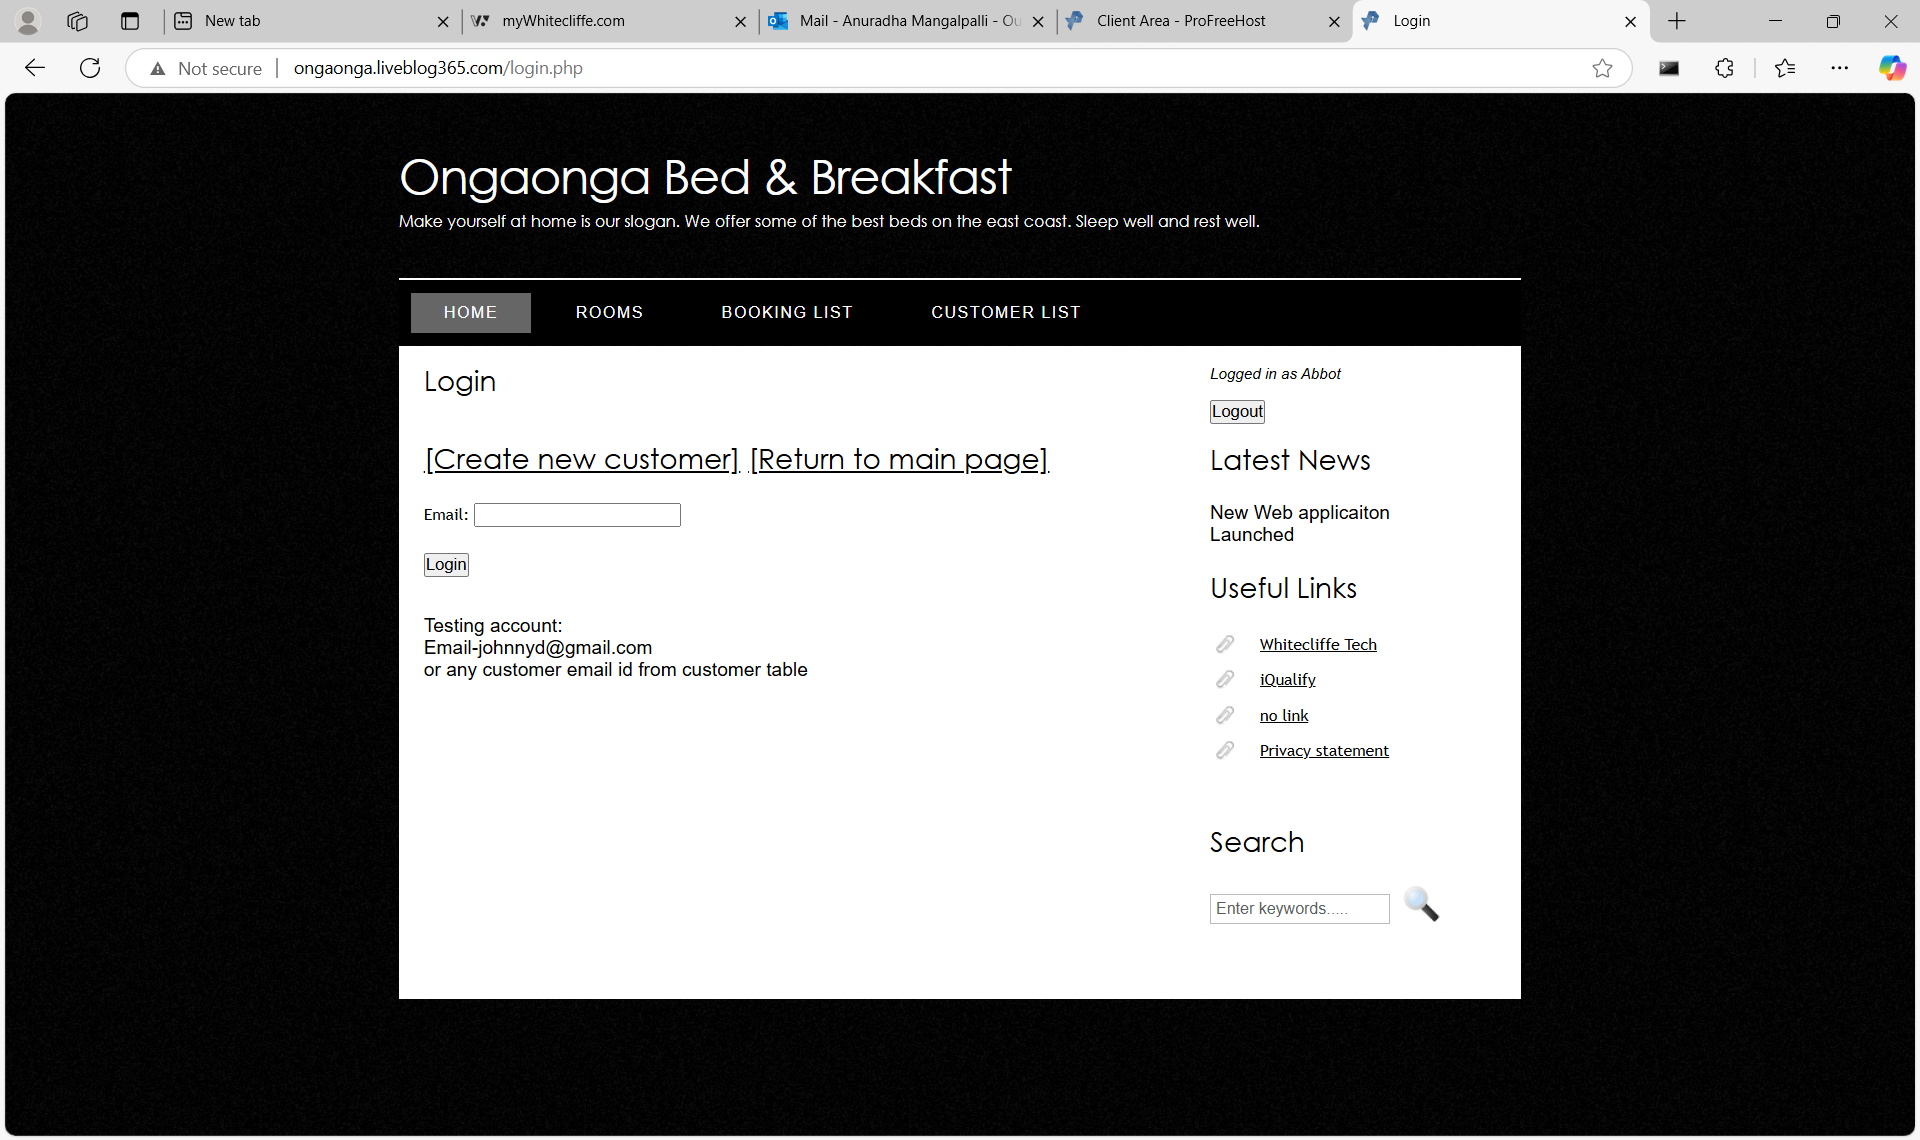 New tab
myWhitecliffe.com
Mail - Anuradha Mangalpalli - Ou
Client Area - ProFreeHost
Login
Not secure
ongaonga.liveblog365.com/login.php
Ongaonga Bed & Breakfast
Make yourself at home is our slogan. We offer some of the best beds on the east coast. Sleep well and rest well.
HOME ROOMS BOOKING LIST CUSTOMER LIST
Login
[Create new customer] [Return to main page]
Email:
Login
Testing account:
Email-johnnyd@gmail.com
or any customer email id from customer table
Logged in as Abbot
Logout
Latest News
New Web applicaiton
Launched
Useful Links
Whitecliffe Tech
iQualify
no link
Privacy statement
Search
Enter keywords.....